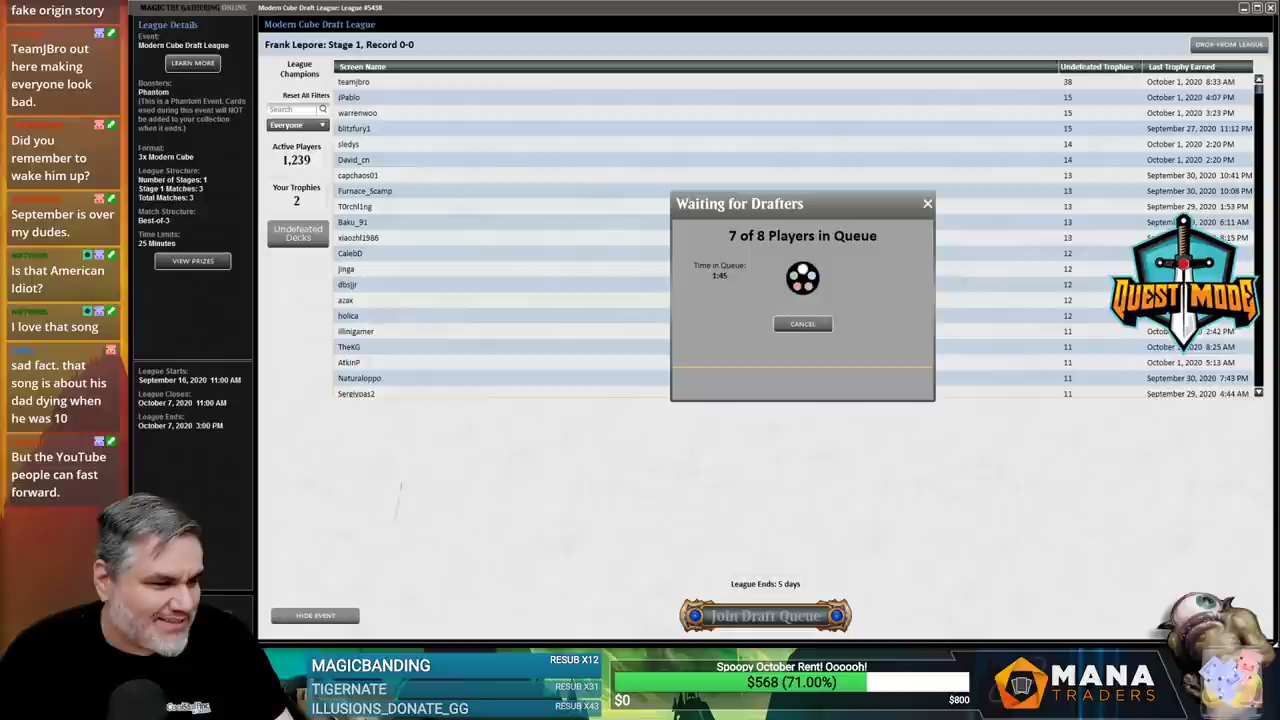 fake origin story
TeamJBro out
here making
everyone look
bad.
Did you
remember to
wake him up?
September is over
my dudes.
Is that American
Idiot?
I love that song
sad fact. that
song is about his
dad dying when
he was 10
But the YouTube
people can fast
forward.
MAGIC THE GATHERING ONLINE
Modern Cube Draft League: League #5438
League Details
Event:
Modern Cube Draft League
LEARN MORE
Boosters:
Phantom
(This is a Phantom Event. Cards
used during this event will NOT
be added to your collection
when it ends.)
Format:
3x Modern Cube
League Structure:
Number of Stages: 1
Stage 1 Matches: 3
Total Matches: 3
Match Structure:
Best-of-3
Time Limits:
25 Minutes
VIEW PRIZES
League Starts:
September 16, 2020 11:00 AM
League Closes:
October 7, 2020 11:00 AM
League Ends:
October 7, 2020 3:00 PM
Modern Cube Draft League
Frank Lepore: Stage 1, Record 0-0
DROP FROM LEAGUE
League
Champions
Reset All Filters
Search
Everyone
Active Players
1,239
Your Trophies
2
Undefeated
Decks
Screen Name Undefeated Trophies Last Trophy Earned
teamjbro 38 October 1, 2020 8:33 AM
JPablo 15 October 1, 2020 4:07 PM
warrenwoo 15 October 1, 2020 3:23 PM
blitzfury1 15 September 27, 2020 11:12 PM
sledys 14 October 1, 2020 2:20 PM
David_cn 14 October 1, 2020 2:20 PM
capchaos01 13 September 30, 2020 10:41 PM
Furnace_Scamp 13 September 30, 2020 10:08 PM
T0rchl1ng 13 September 29, 2020 1:53 PM
Baku_91 13 6:11 AM
xiaozhl1986 13 8:15 PM
CalebD 12
Jinga 12
dbsjjr 12
azax 12
holica 12
illinigamer 11 2:42 PM
TheKG 11 October 1, 2020 8:25 AM
AtkinP 11 October 1, 2020 5:13 AM
Naturaloppo 11 September 30, 2020 7:43 PM
Sergiypas2 11 September 29, 2020 4:44 AM
Waiting for Drafters
7 of 8 Players in Queue
Time in Queue:
1:45
CANCEL
QUEST MODE
League Ends: 5 days
HIDE EVENT
Join Draft Queue
MAGICBANDING RESUB X12
TIGERNATE RESUB X31
ILLUSIONS_DONATE_GG RESUB X43
Spoopy October Rent! Oooooh!
$568 (71.00%)
$0 $800
MANA
TRADERS